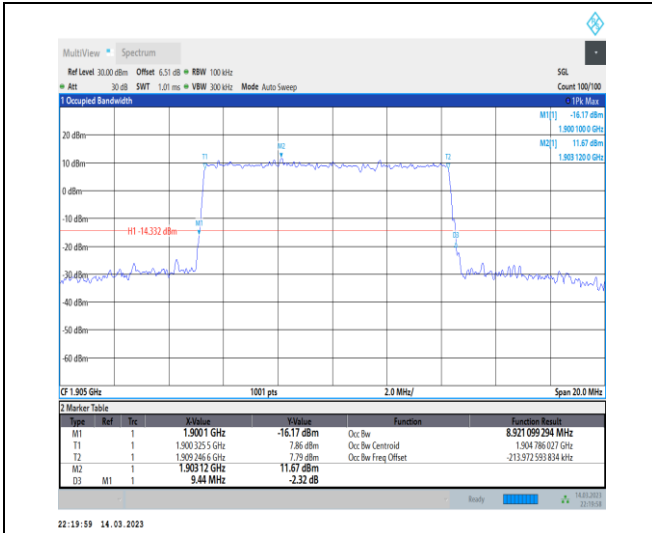 MultiView Spectrum
Ref Level 30.00 dBm Offset 6.51 dB RBW 100 kHz SGL
Att 30 dB SWT 1.01 ms VBW 300 kHz Mode Auto Sweep Count 100/100
1 Occupied Bandwidth 1Pk Max
M1[1] -16.17 dBm
1.900 100 0 GHz
M2[1] 11.67 dBm
1.903 120 0 GHz
20 dBm
M2
T1 T2
10 dBm
0 dBm
-10 dBm
M1
H1 -14.332 dBm
D3
-30 dBm
-40 dBm
-50 dBm
-60 dBm
CF 1.905 GHz 1001 pts 2.0 MHz/ Span 20.0 MHz
2 Marker Table
Type Ref Trc X-Value Y-Value Function Function Result
M1 1 1.9001 GHz -16.17 dBm Occ Bw 8.921 099 294 MHz
T1 1 1.900 325 5 GHz 7.86 dBm Occ Bw Centroid 1.904 786 027 GHz
T2 1 1.909 246 6 GHz 7.79 dBm Occ Bw Freq Offset -213.972 593 834 kHz
M2 1 1.90312 GHz 11.67 dBm
D3 M1 1 9.44 MHz -2.32 dB
Ready 14.03.2023
22:19:58
22:19:59 14.03.2023